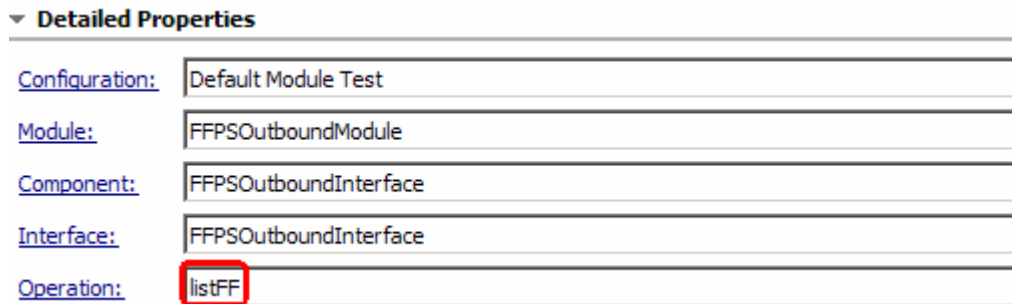 Detailed Properties
Configuration: Default Module Test
Module: FFPSOutboundModule
Component: FFPSOutboundInterface
Interface: FFPSOutboundInterface
Operation: listFF